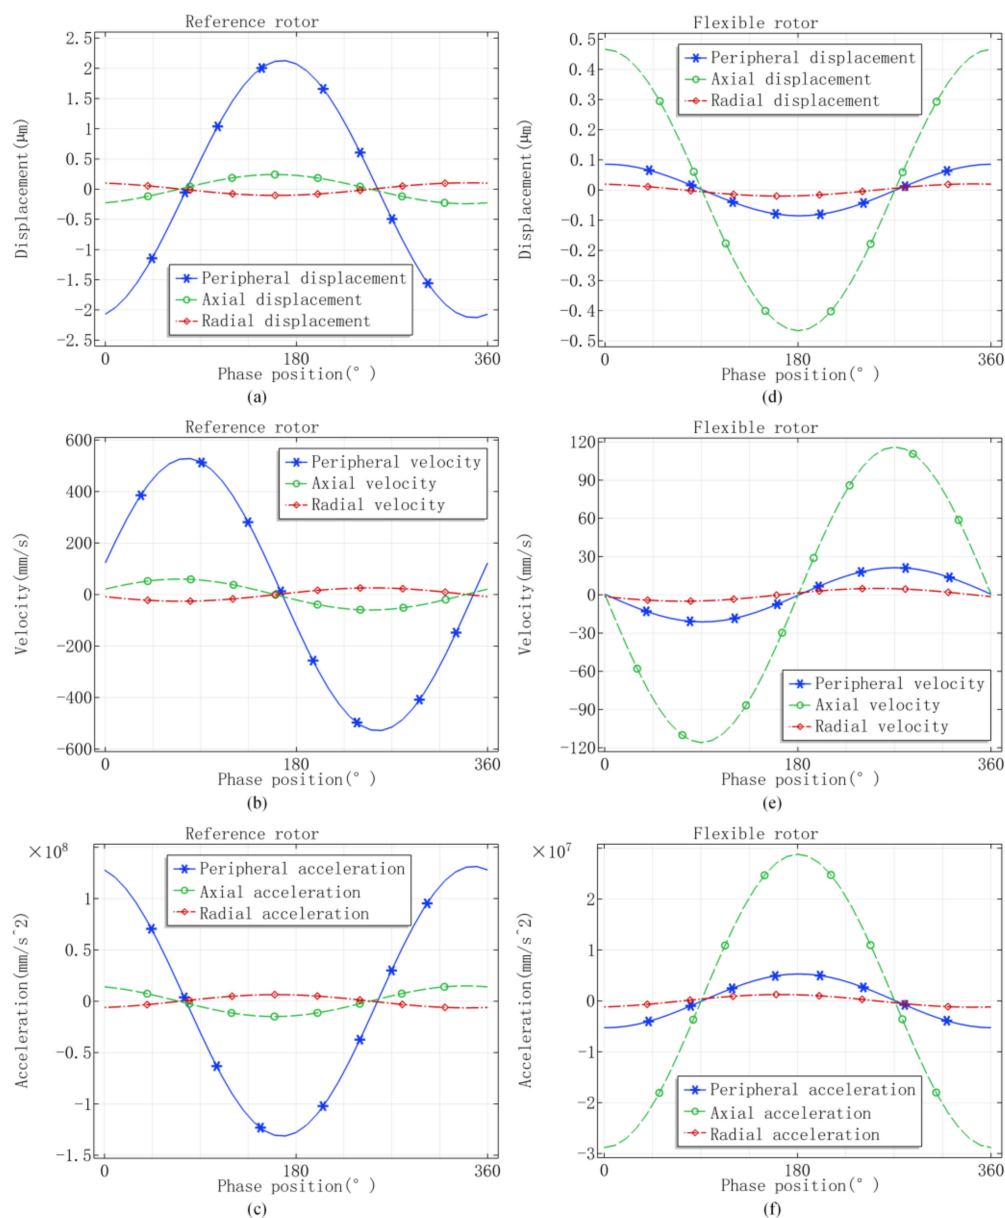 Reference rotor
Displacement(μm)
2.5
2
1
0.5
0
-0.5
-1
-1.5
-2
-2.5
Peripheral displacement
Axial displacement
Radial displacement
0
180
360
Phase position(° )
(a)
Flexible rotor
Displacement(μm)
0.5
0.4
0.3
0.2
0.1
0
-0.1
-0.2
-0.3
-0.4
-0.5
Peripheral displacement
Axial displacement
Radial displacement
0
180
360
Phase position(° )
(d)
Reference rotor
Velocity(mm/s)
600
400
200
0
-200
-400
-600
Peripheral velocity
Axial velocity
Radial velocity
0
180
360
Phase position(° )
(b)
Flexible rotor
Velocity(mm/s)
120
90
60
30
0
-30
-60
-90
-120
Peripheral velocity
Axial velocity
Radial velocity
0
180
360
Phase position(° )
(e)
Reference rotor
×10^8
Acceleration(mm/s^2)
1
0.5
0
-0.5
-1
-1.5
Peripheral acceleration
Axial acceleration
Radial acceleration
0
180
360
Phase position(° )
(c)
Flexible rotor
×10^7
Acceleration(mm/s^2)
2
1
0
-1
-2
-3
Peripheral acceleration
Axial acceleration
Radial acceleration
0
180
360
Phase position(° )
(f)